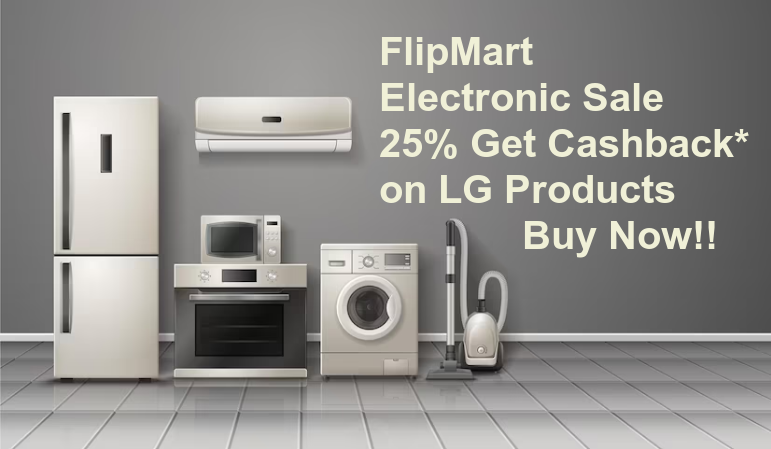 FlipMart
Electronic Sale
25% Get Cashback*
on LG Products
Buy Now!!